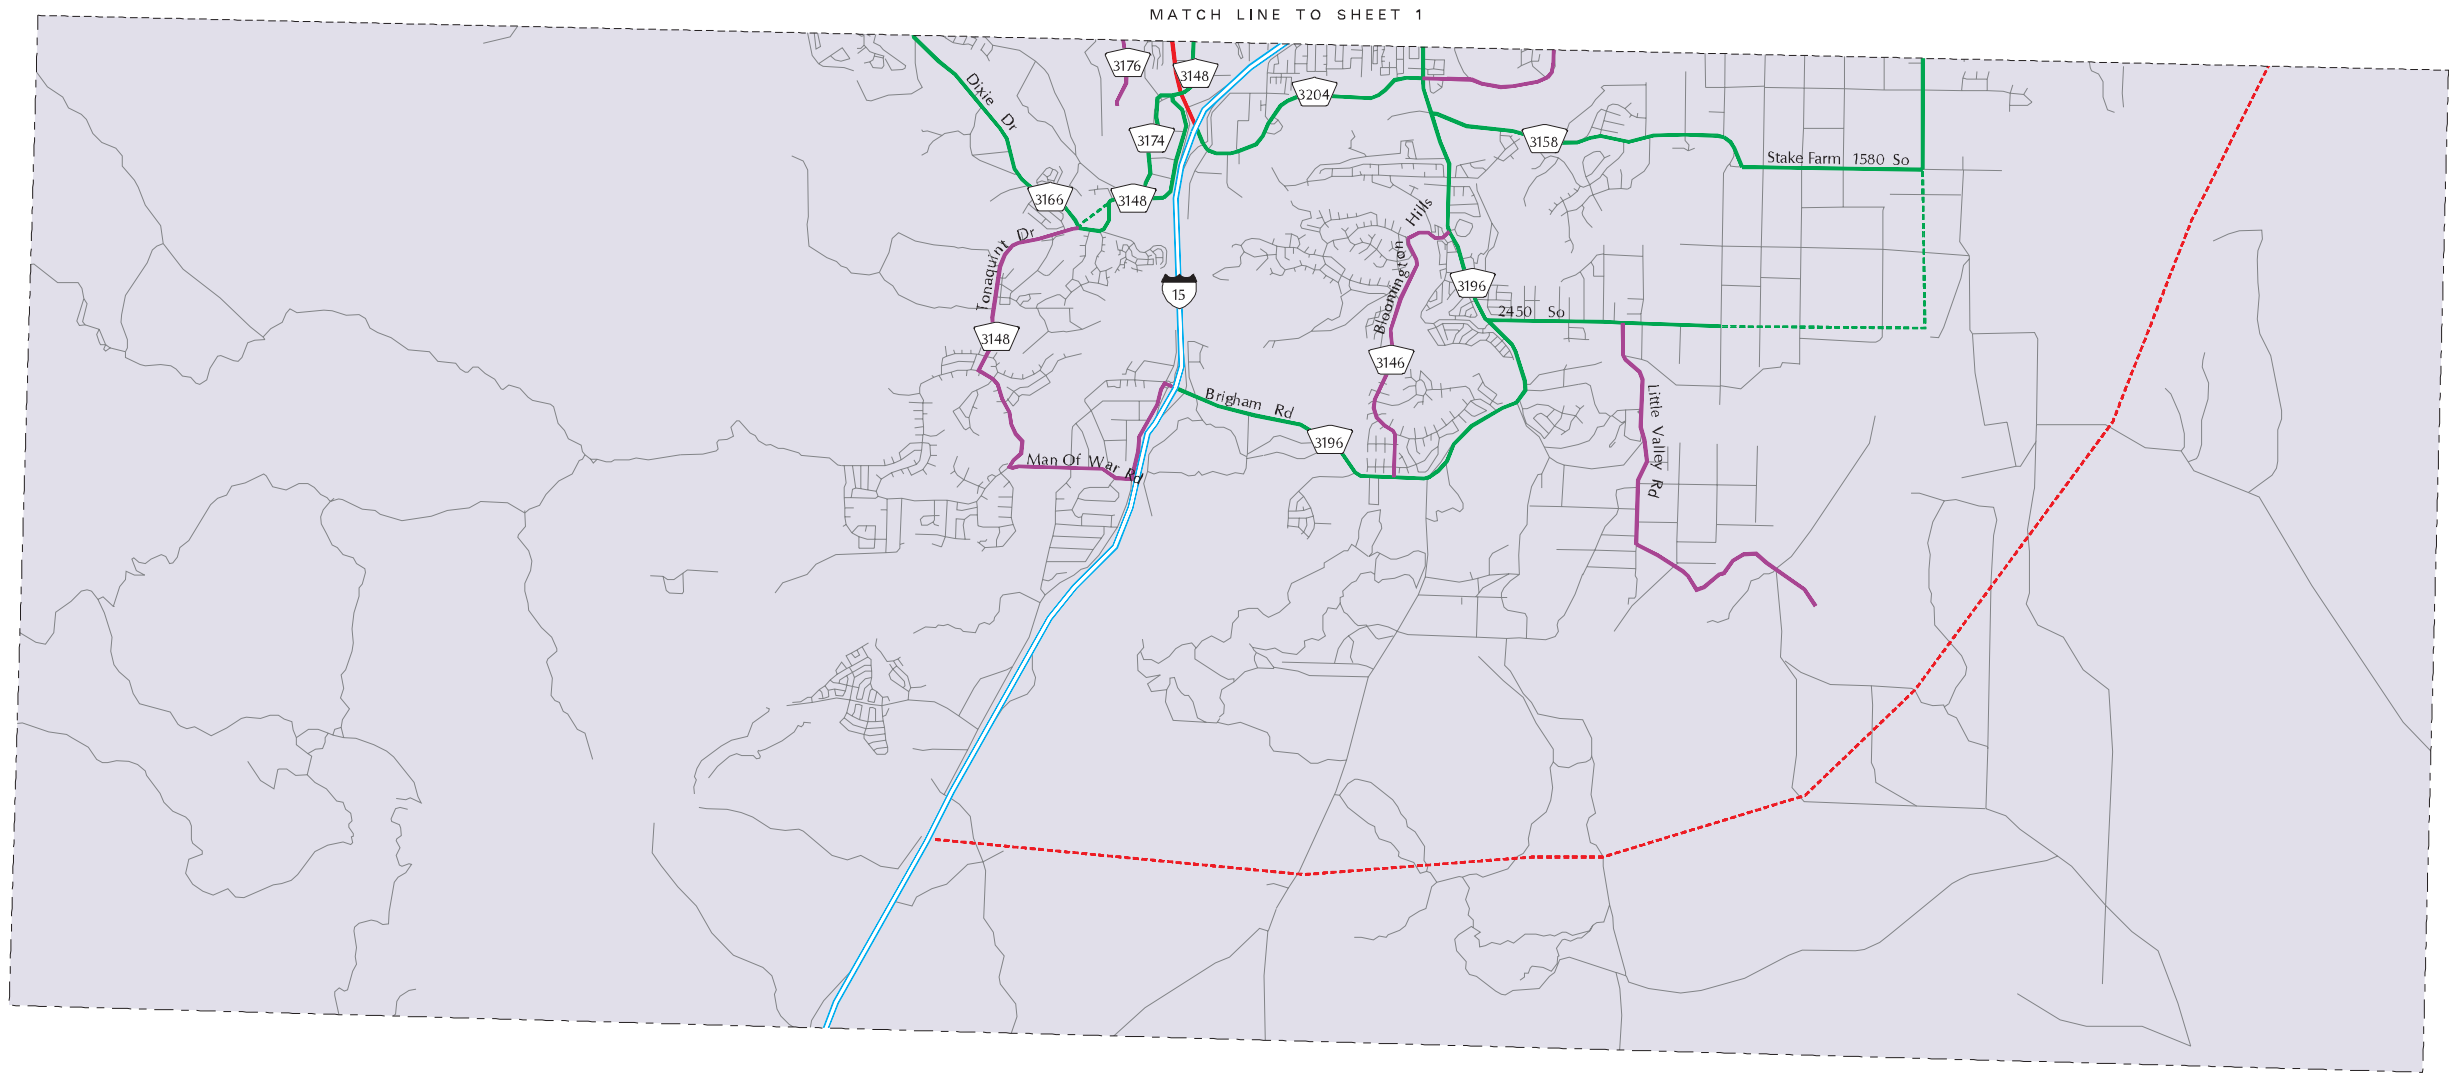 MATCH LINE TO SHEET 1
3176
3148
Dixie Dr
3204
3174
3158
Stake Farm 1580 So
3166
3148
Hills
Tonaquint Dr
Bloomington
3196
15
2450 So
3148
3146
Brigham Rd
Little Valley Rd
3196
Man Of War Rd